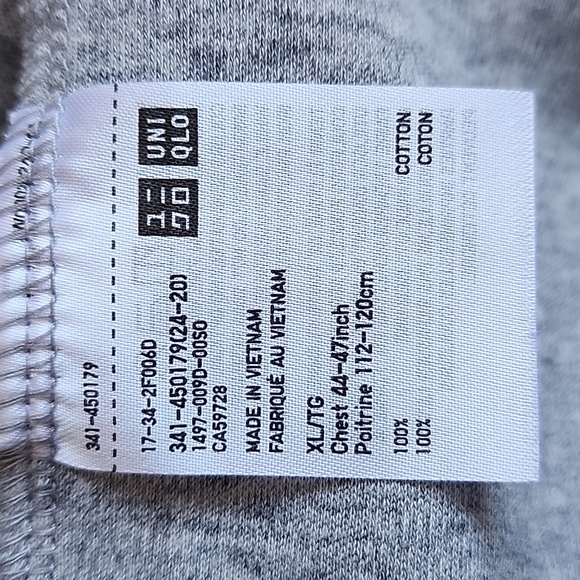 341-450179
UNI
QLO
ユニ
クロ
17-34-2F006D
341-450179(24-20)
1497-009D-00S0
CA59728
MADE IN VIETNAM
FABRIQUÉ AU VIETNAM
XL/TG
Chest 44-47inch
Poitrine 112-120cm
100% COTTON
100% COTON